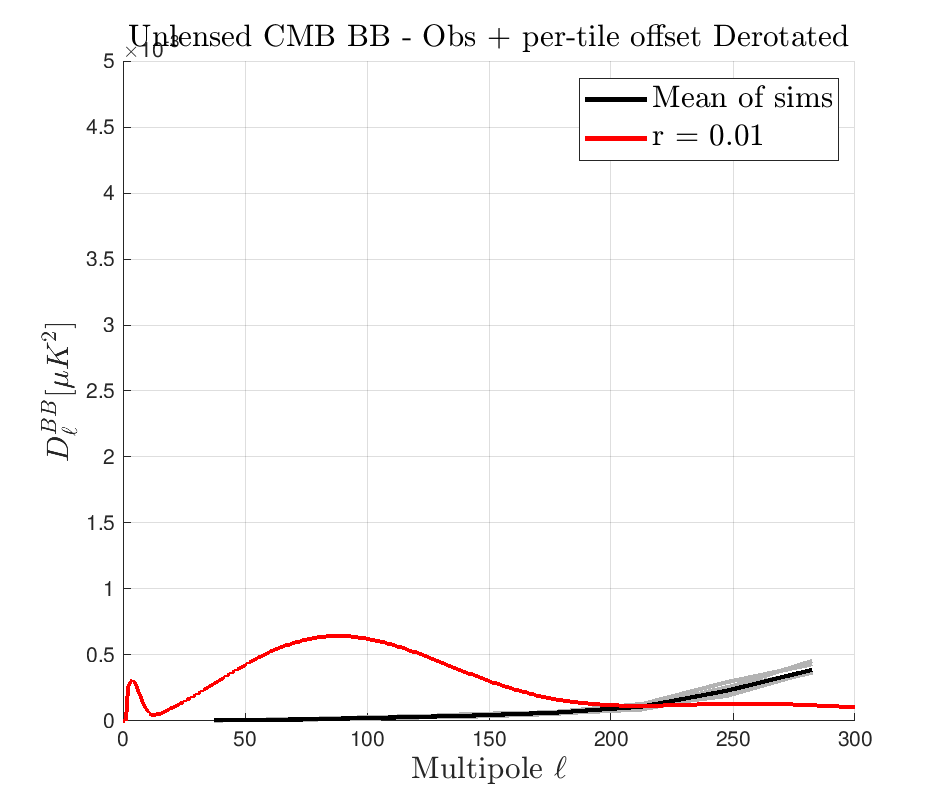 Unlensed CMB BB - Obs + per-tile offset Derotated
×10⁻³
5
4.5
4
3.5
3
2.5
2
1.5
1
0.5
0
D_ℓ^{BB}[μK²]
Mean of sims
r = 0.01
0 50 100 150 200 250 300
Multipole ℓ